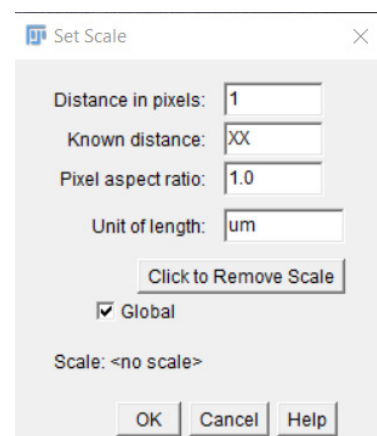 Set Scale
Distance in pixels: 1
Known distance: XX
Pixel aspect ratio: 1.0
Unit of length: um
Click to Remove Scale
Global
Scale: <no scale>
OK Cancel Help